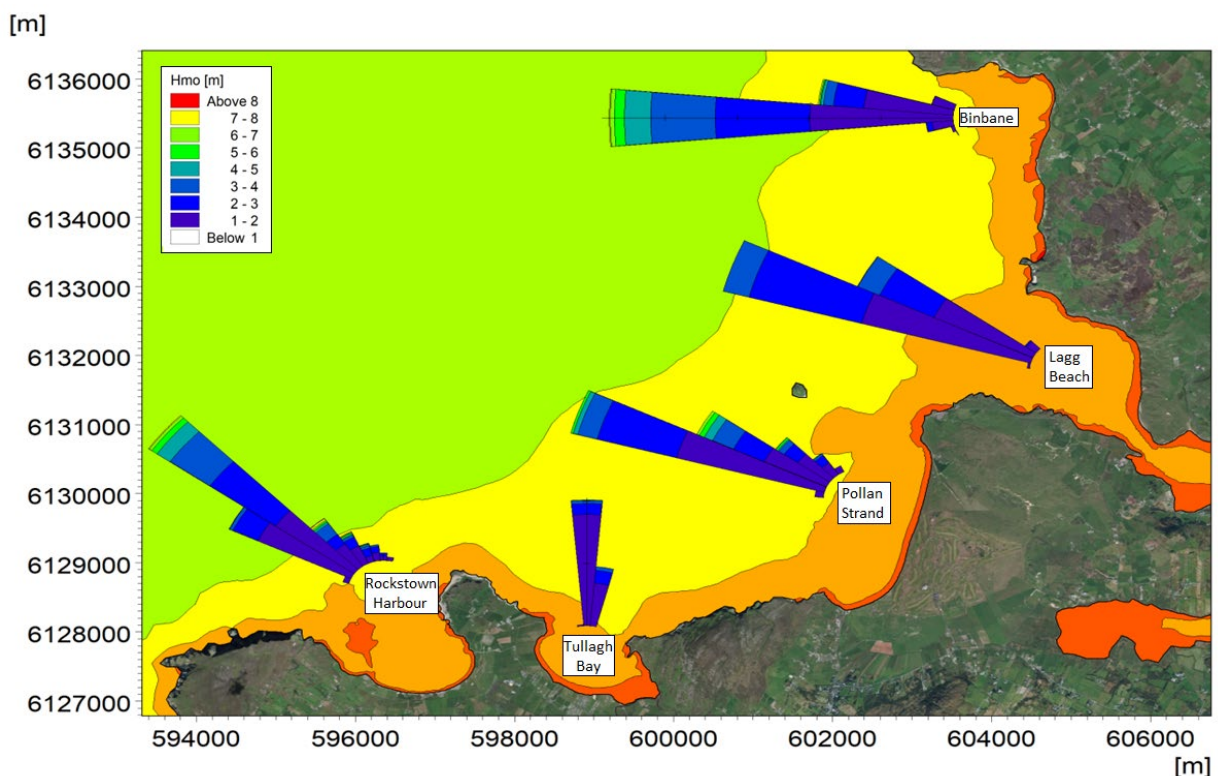 [m]
6136000
6135000
6134000
6133000
6132000
6131000
6130000
6129000
6128000
6127000
Hmo [m]
Above 8
7 - 8
6 - 7
5 - 6
4 - 5
3 - 4
2 - 3
1 - 2
Below 1
Binbane
Lagg
Beach
Pollan
Strand
Rockstown
Harbour
Tullagh
Bay
594000 596000 598000 600000 602000 604000 606000
[m]